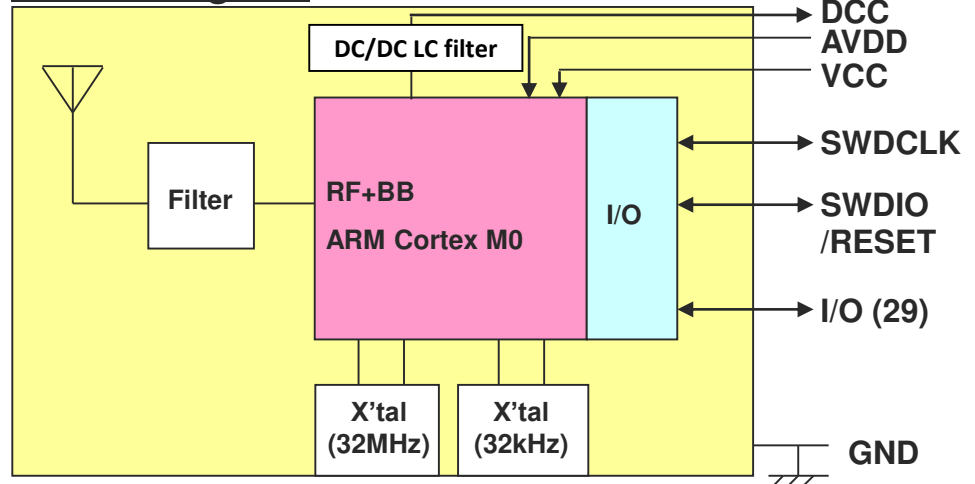 DCC
DC/DC LC filter
AVDD
VCC
SWDCLK
Filter
RF+BB
ARM Cortex M0
I/O
SWDIO
/RESET
I/O (29)
X'tal
(32MHz)
X'tal
(32kHz)
GND